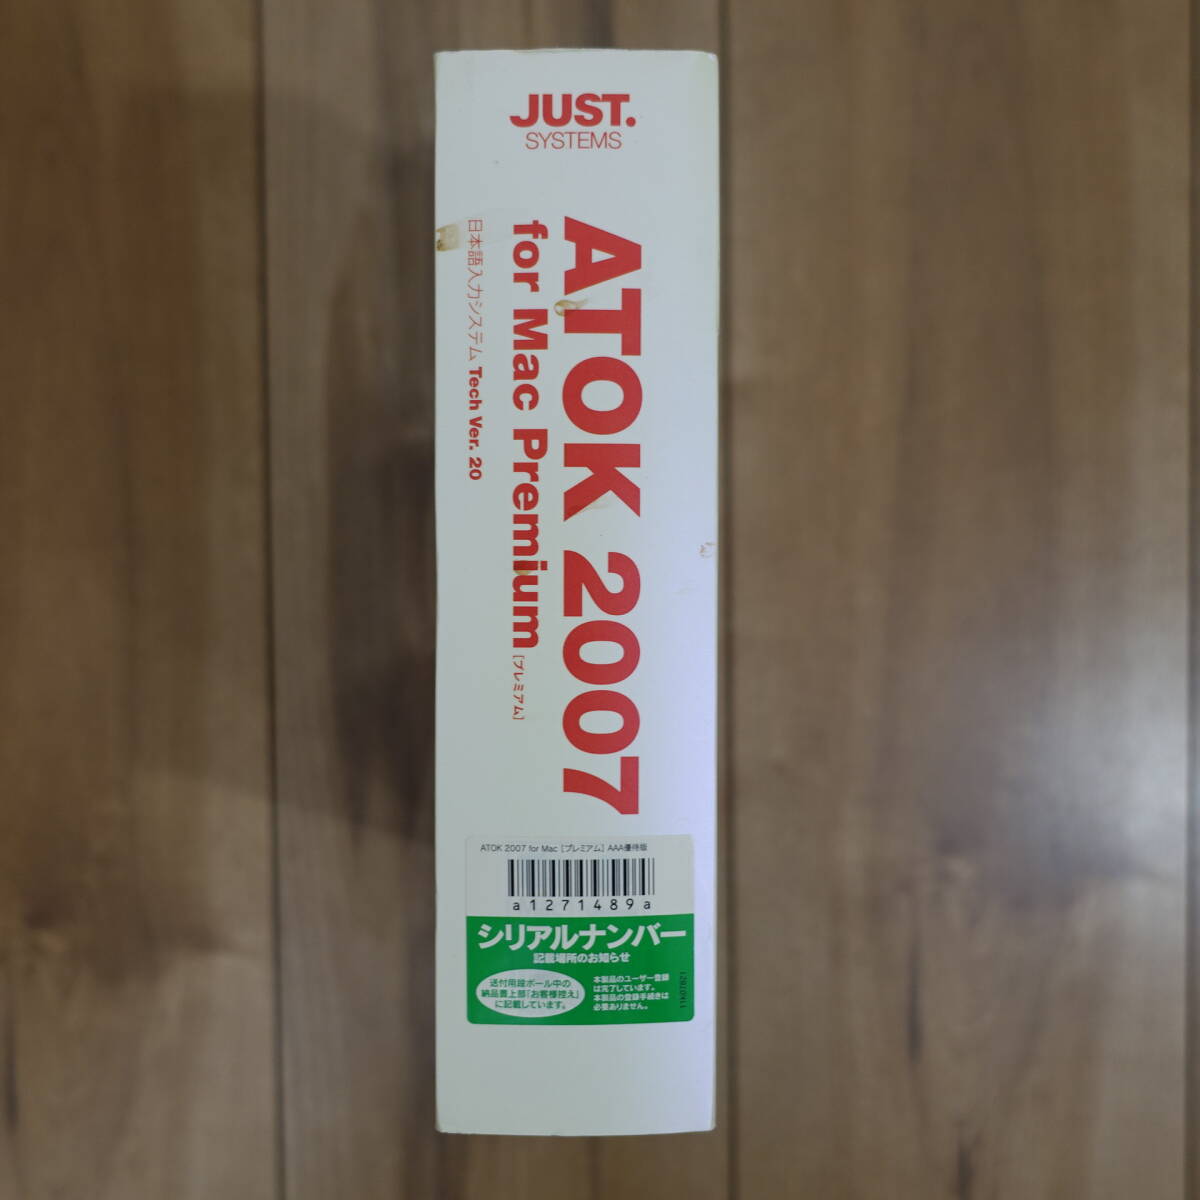 JUST.
SYSTEMS
ATOK 2007
for Mac Premium [プレミアム]
日本語入力システム Tech Ver. 20
ATOK 2007 for Mac [プレミアム] AAA優待版
a1271489a
シリアルナンバー
記載場所のお知らせ
送付用段ボール中の
納品書上部「お客様控え」
に記載しています。
本製品のユーザー登録
は完了しています。
本製品の登録手続きは
必要ありません。